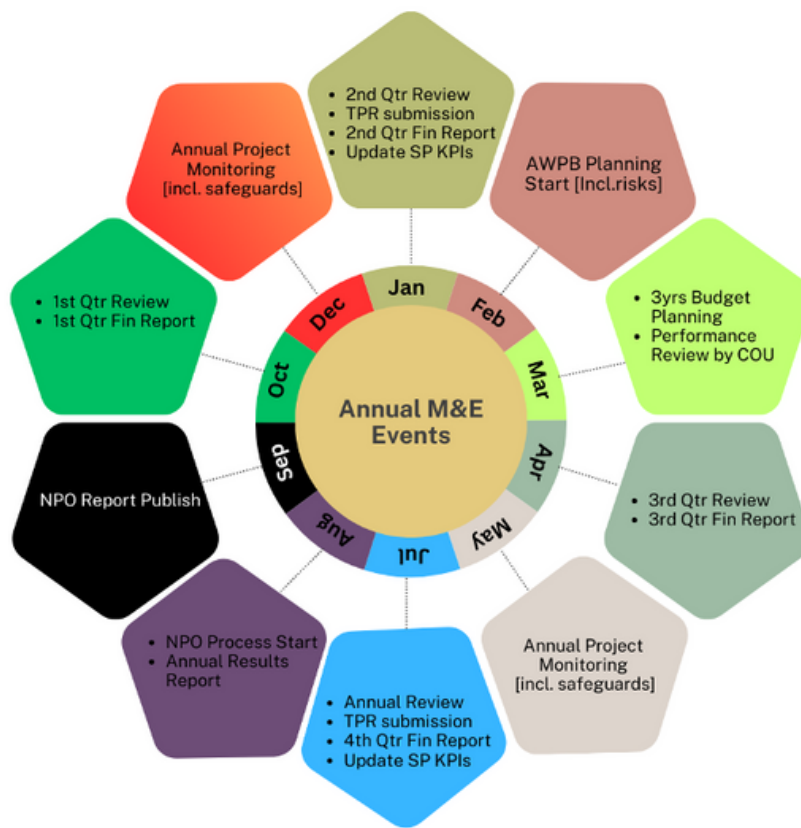 • 2nd Qtr Review
• TPR submission
• 2nd Qtr Fin Report
• Update SP KPIs
AWPB Planning
Start [Incl.risks]
• 3yrs Budget
Planning
• Performance
Review by COU
• 3rd Qtr Review
• 3rd Qtr Fin Report
Annual Project
Monitoring
[incl. safeguards]
• Annual Review
• TPR submission
• 4th Qtr Fin Report
• Update SP KPIs
• NPO Process Start
• Annual Results
Report
NPO Report Publish
• 1st Qtr Review
• 1st Qtr Fin Report
Annual Project
Monitoring
[incl. safeguards]
Jan
Feb
Mar
Apr
May
Jul
Aug
Sep
Oct
Dec
Annual M&E
Events